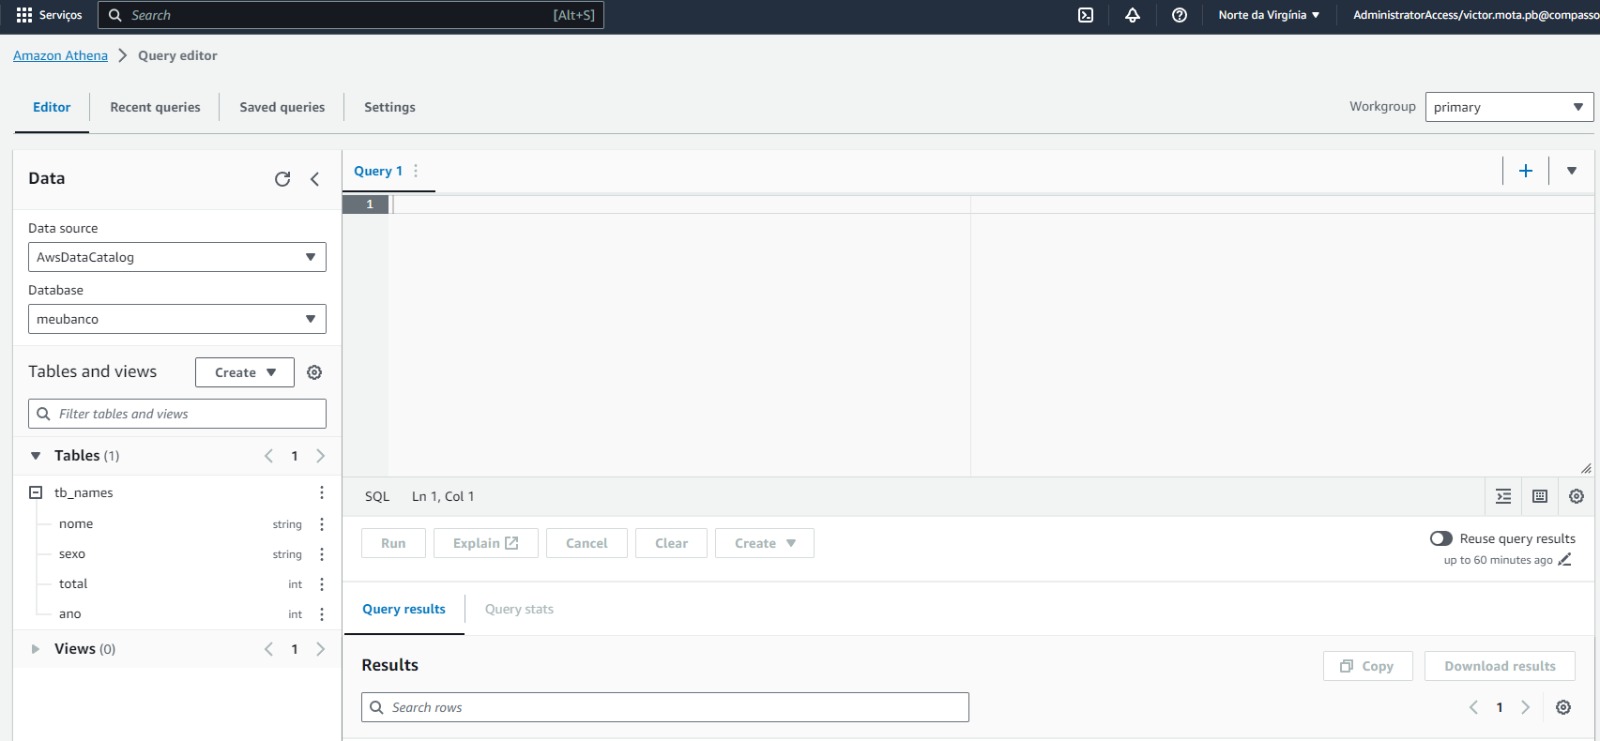 Serviços
Search
[Alt+S]
Norte da Virgínia
AdministratorAccess/victor.mota.pb@compasso
Amazon Athena
Query editor
Editor
Recent queries
Saved queries
Settings
Workgroup
primary
Data
Data source
AwsDataCatalog
Database
meubanco
Tables and views
Create
Filter tables and views
Tables (1)
1
tb_names
nome string
sexo string
total int
ano int
Views (0)
1
Query 1
1
SQL Ln 1, Col 1
Run
Explain
Cancel
Clear
Create
Reuse query results
up to 60 minutes ago
Query results
Query stats
Results
Copy
Download results
Search rows
1